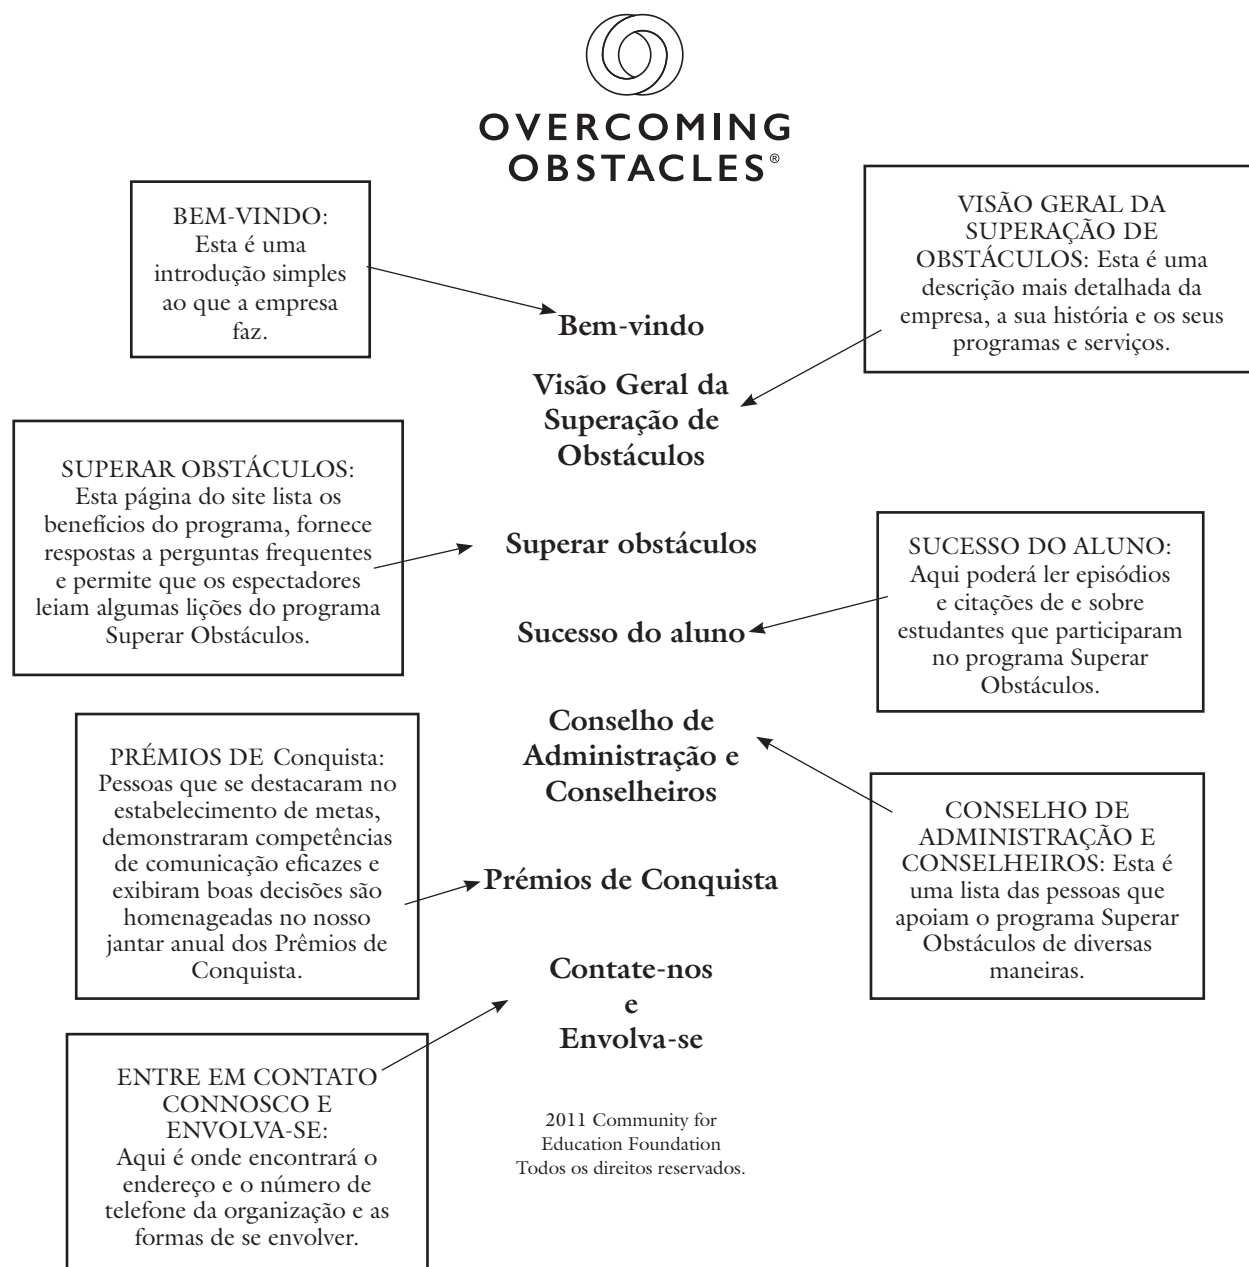 OVERCOMING
OBSTACLES®
BEM-VINDO:
Esta é uma
introdução simples
ao que a empresa
faz.
VISÃO GERAL DA
SUPERAÇÃO DE
OBSTÁCULOS: Esta é uma
descrição mais detalhada da
empresa, a sua história e os seus
programas e serviços.
Bem-vindo
Visão Geral da
Superação de
Obstáculos
SUPERAR OBSTÁCULOS:
Esta página do site lista os
benefícios do programa, fornece
respostas a perguntas frequentes
e permite que os espectadores
leiam algumas lições do programa
Superar Obstáculos.
Superar obstáculos
SUCESSO DO ALUNO:
Aqui poderá ler episódios
e citações de e sobre
estudantes que participaram
no programa Superar
Obstáculos.
Sucesso do aluno
Conselho de
Administração e
Conselheiros
PRÉMIOS DE Conquista:
Pessoas que se destacaram no
estabelecimento de metas,
demonstraram competências
de comunicação eficazes e
exibiram boas decisões são
homenageadas no nosso
jantar anual dos Prêmios de
Conquista.
CONSELHO DE
ADMINISTRAÇÃO E
CONSELHEIROS: Esta é
uma lista das pessoas que
apoiam o programa Superar
Obstáculos de diversas
maneiras.
Prémios de Conquista
Contate-nos
e
Envolva-se
ENTRE EM CONTATO
CONNOSCO E
ENVOLVA-SE:
Aqui é onde encontrará o
endereço e o número de
telefone da organização e as
formas de se envolver.
2011 Community for
Education Foundation
Todos os direitos reservados.